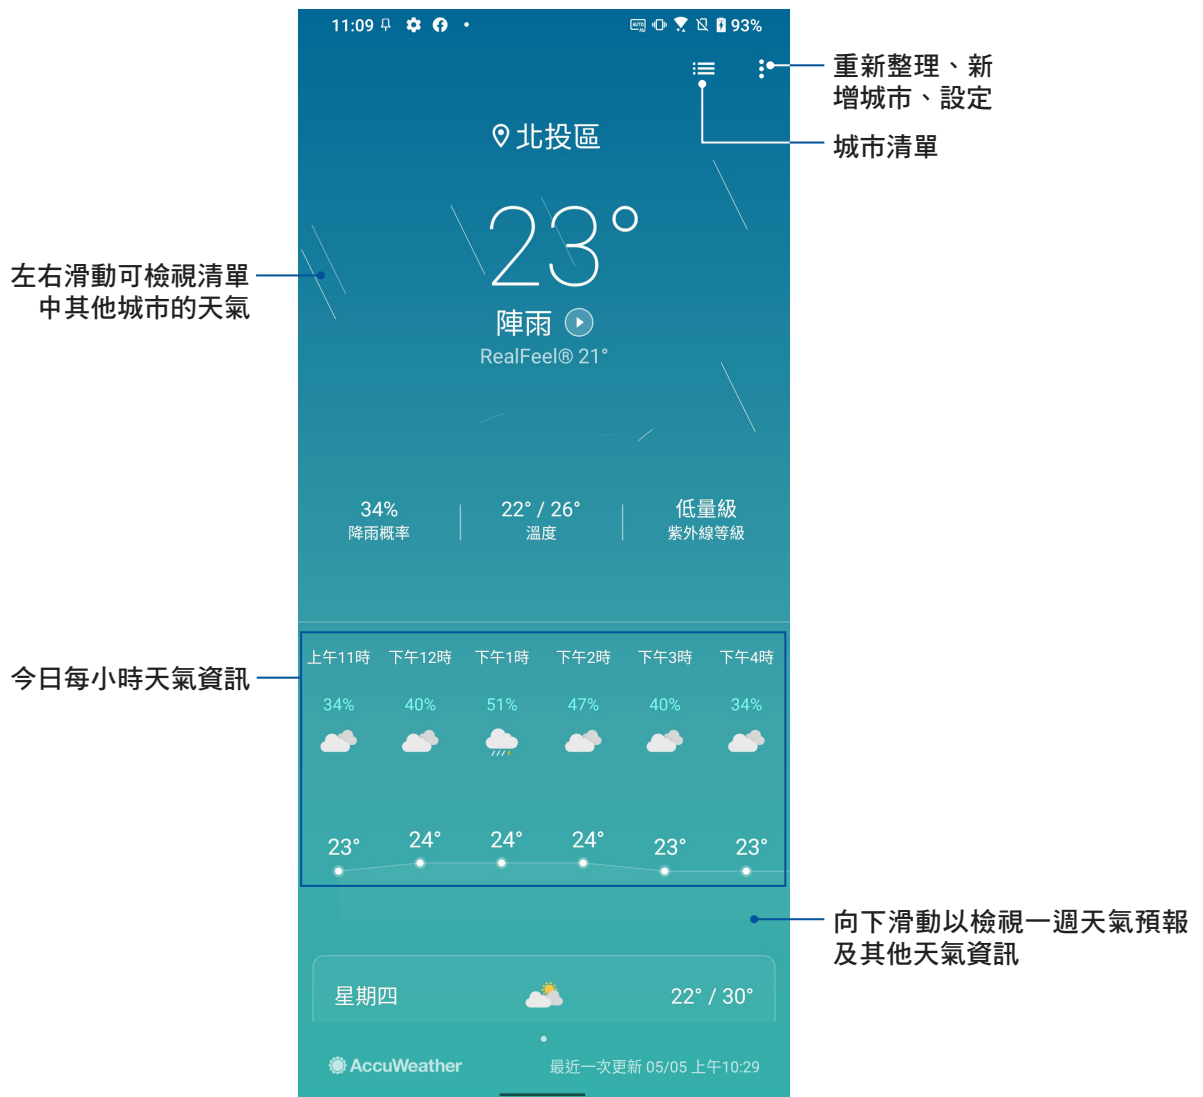 11:09
93%
重新整理、新
增城市、設定
城市清單
北投區
23°
左右滑動可檢視清單
中其他城市的天氣
陣雨
RealFeel® 21°
34%
22° / 26°
低量級
降雨概率
溫度
紫外線等級
今日每小時天氣資訊
上午11時 下午12時 下午1時 下午2時 下午3時 下午4時
34% 40% 51% 47% 40% 34%
23° 24° 24° 24° 23° 23°
向下滑動以檢視一週天氣預報
及其他天氣資訊
星期四 22° / 30°
AccuWeather 最近一次更新 05/05 上午10:29